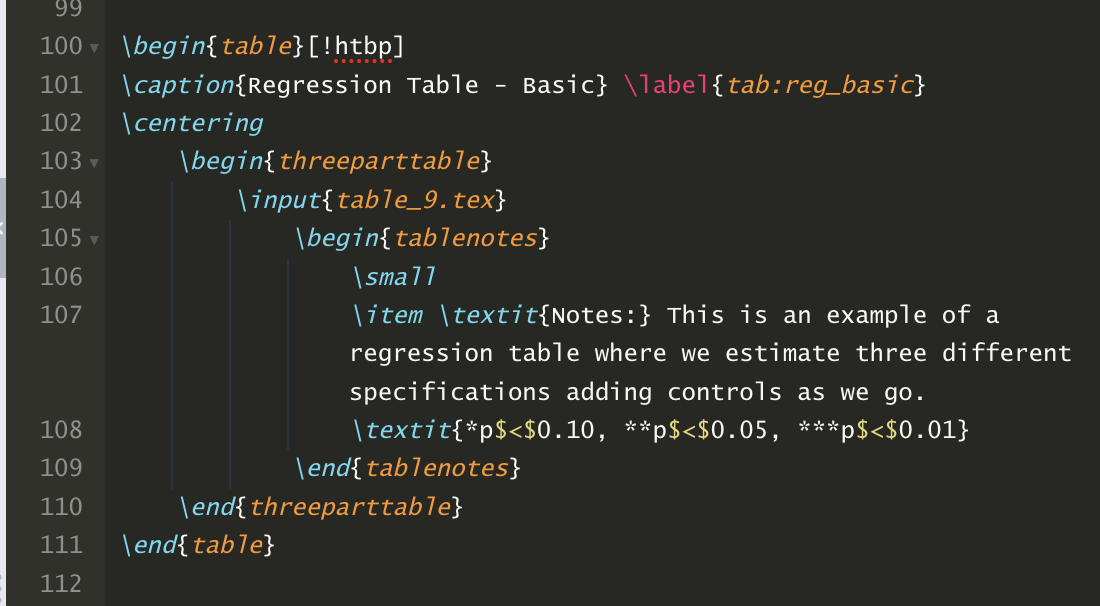 99
100 \begin{table}[!htbp]
101 \caption{Regression Table - Basic} \label{tab:reg_basic}
102 \centering
103 \begin{threeparttable}
104 \input{table_9.tex}
105 \begin{tablenotes}
106 \small
107 \item \textit{Notes:} This is an example of a
regression table where we estimate three different
specifications adding controls as we go.
108 \textit{*p$<$0.10, **p$<$0.05, ***p$<$0.01}
109 \end{tablenotes}
110 \end{threeparttable}
111 \end{table}
112